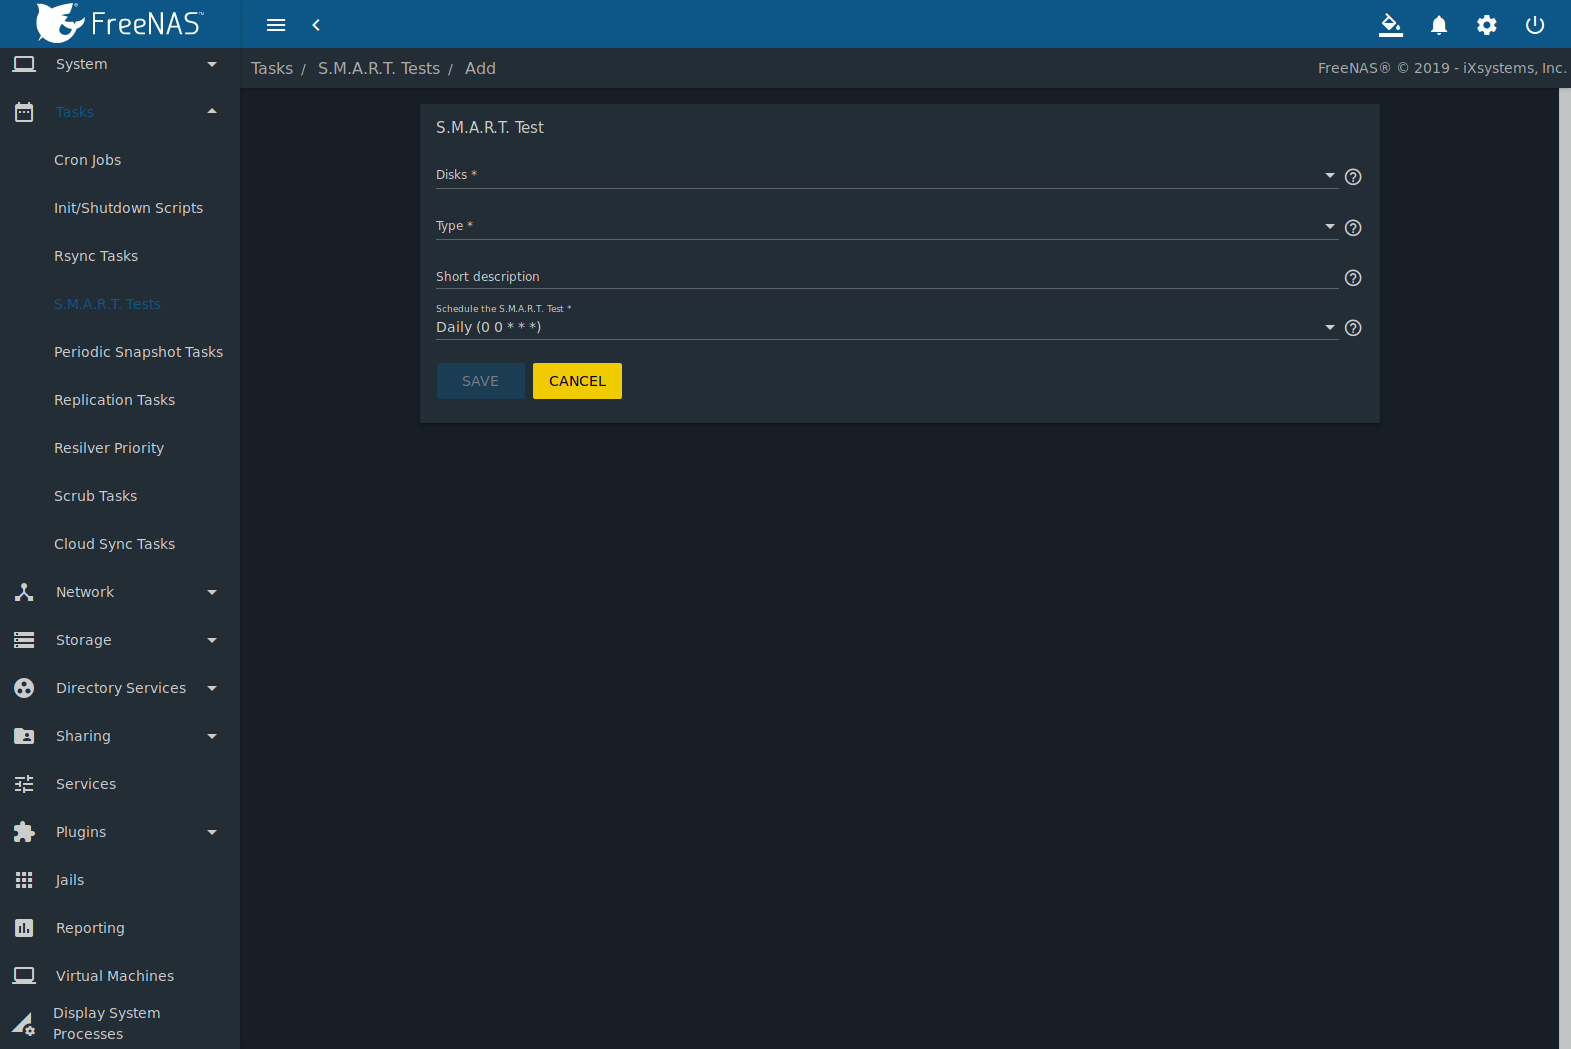 FreeNAS™
System
Tasks
Cron Jobs
Init/Shutdown Scripts
Rsync Tasks
S.M.A.R.T. Tests
Periodic Snapshot Tasks
Replication Tasks
Resilver Priority
Scrub Tasks
Cloud Sync Tasks
Network
Storage
Directory Services
Sharing
Services
Plugins
Jails
Reporting
Virtual Machines
Display System
Processes
Tasks / S.M.A.R.T. Tests / Add
FreeNAS® © 2019 - iXsystems, Inc.
S.M.A.R.T. Test
Disks *
Type *
Short description
Schedule the S.M.A.R.T. Test *
Daily (0 0 * * *)
SAVE CANCEL